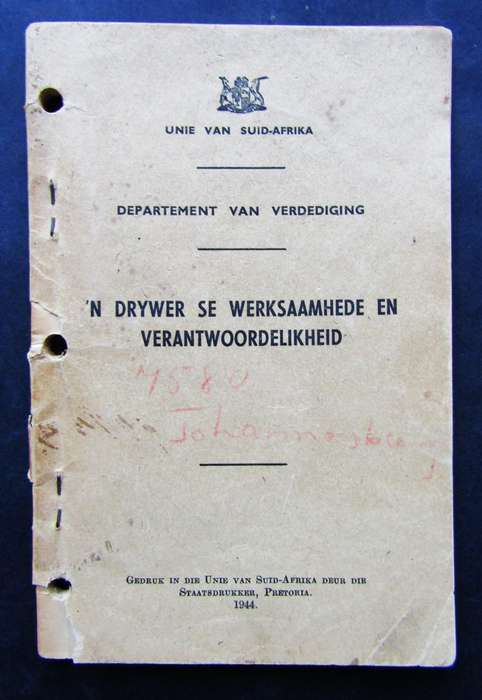 UNIE VAN SUID-AFRIKA
DEPARTEMENT VAN VERDEDIGING
'N DRYWER SE WERKSAAMHEDE EN
VERANTWOORDELIKHEID
GEDRUK IN DIE UNIE VAN SUID-AFRIKA DEUR DIE
STAATSDRUKKER, PRETORIA.
1944.